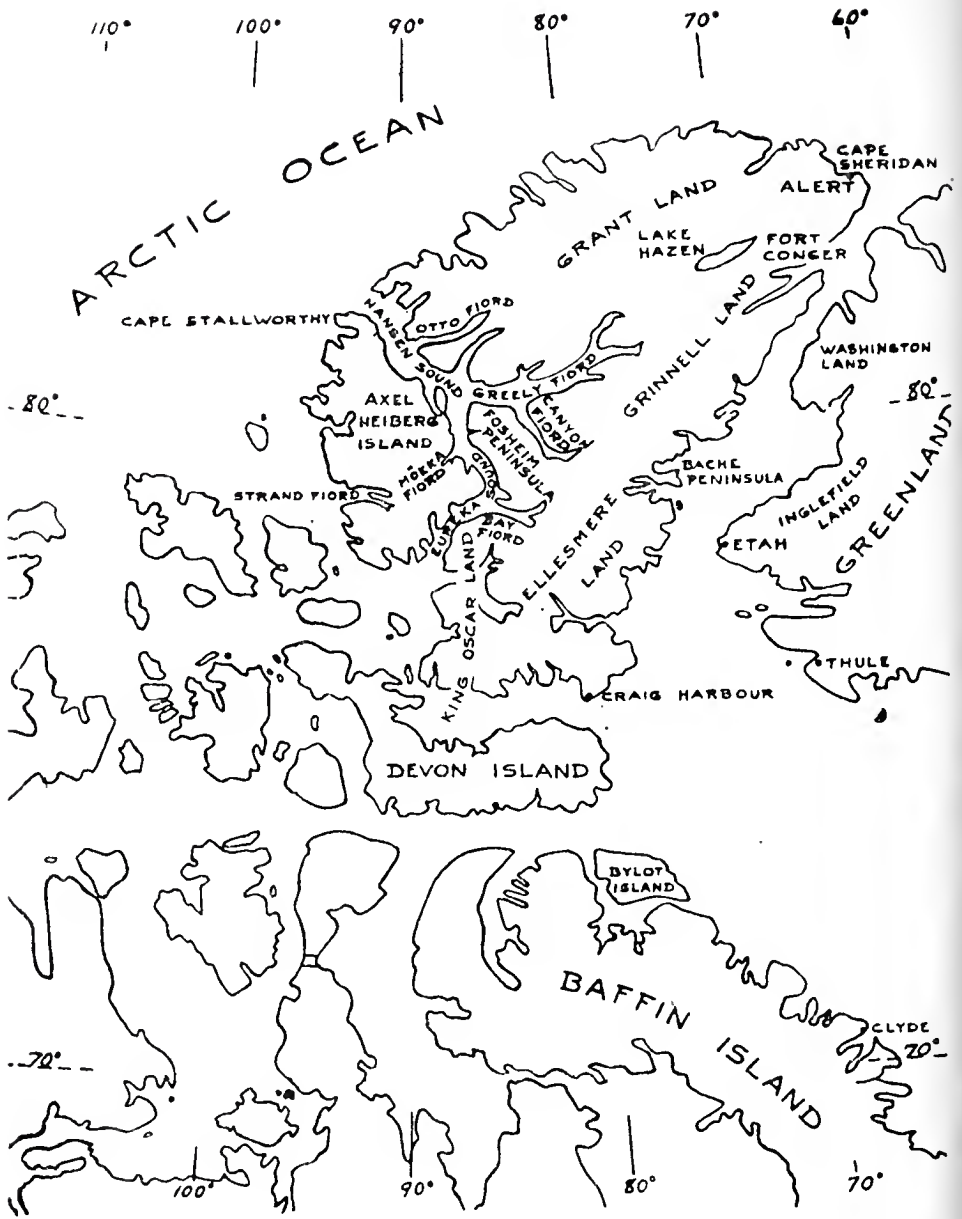 110° 100° 90° 80° 70° 60°
ARCTIC OCEAN
CAPE
SHERIDAN
ALERT
GRANT LAND
LAKE
HAZEN
FORT
CONGER
CAPE STALLWORTHY
NANSEN
SOUND
OTTO FIORD
GREELY FIORD
GRINNELL LAND
WASHINGTON
LAND
80° 80°
AXEL
HEIBERG
ISLAND
CANYON
FIORD
FOSHEIM
PENINSULA
MÖKKA
FIORD
STRAND FIORD
EUREKA SOUND
BAY
FIORD
BACHE
PENINSULA
INGLEFIELD
LAND
GREENLAND
ETAH
ELLESMERE
LAND
KING OSCAR LAND
THULE
CRAIG HARBOUR
DEVON ISLAND
BYLOT
ISLAND
BAFFIN ISLAND
CLYDE
70° 70°
100° 90° 80° 70°